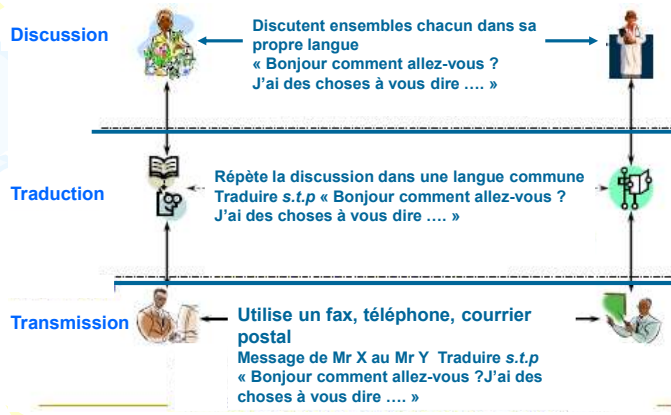 Discussion
Discutent ensembles chacun dans sa
propre langue
« Bonjour comment allez-vous ?
J'ai des choses à vous dire .... »
Traduction
Répète la discussion dans une langue commune
Traduire s.t.p « Bonjour comment allez-vous ?
J'ai des choses à vous dire .... »
Transmission
Utilise un fax, téléphone, courrier
postal
Message de Mr X au Mr Y Traduire s.t.p
« Bonjour comment allez-vous ?J'ai des
choses à vous dire .... »